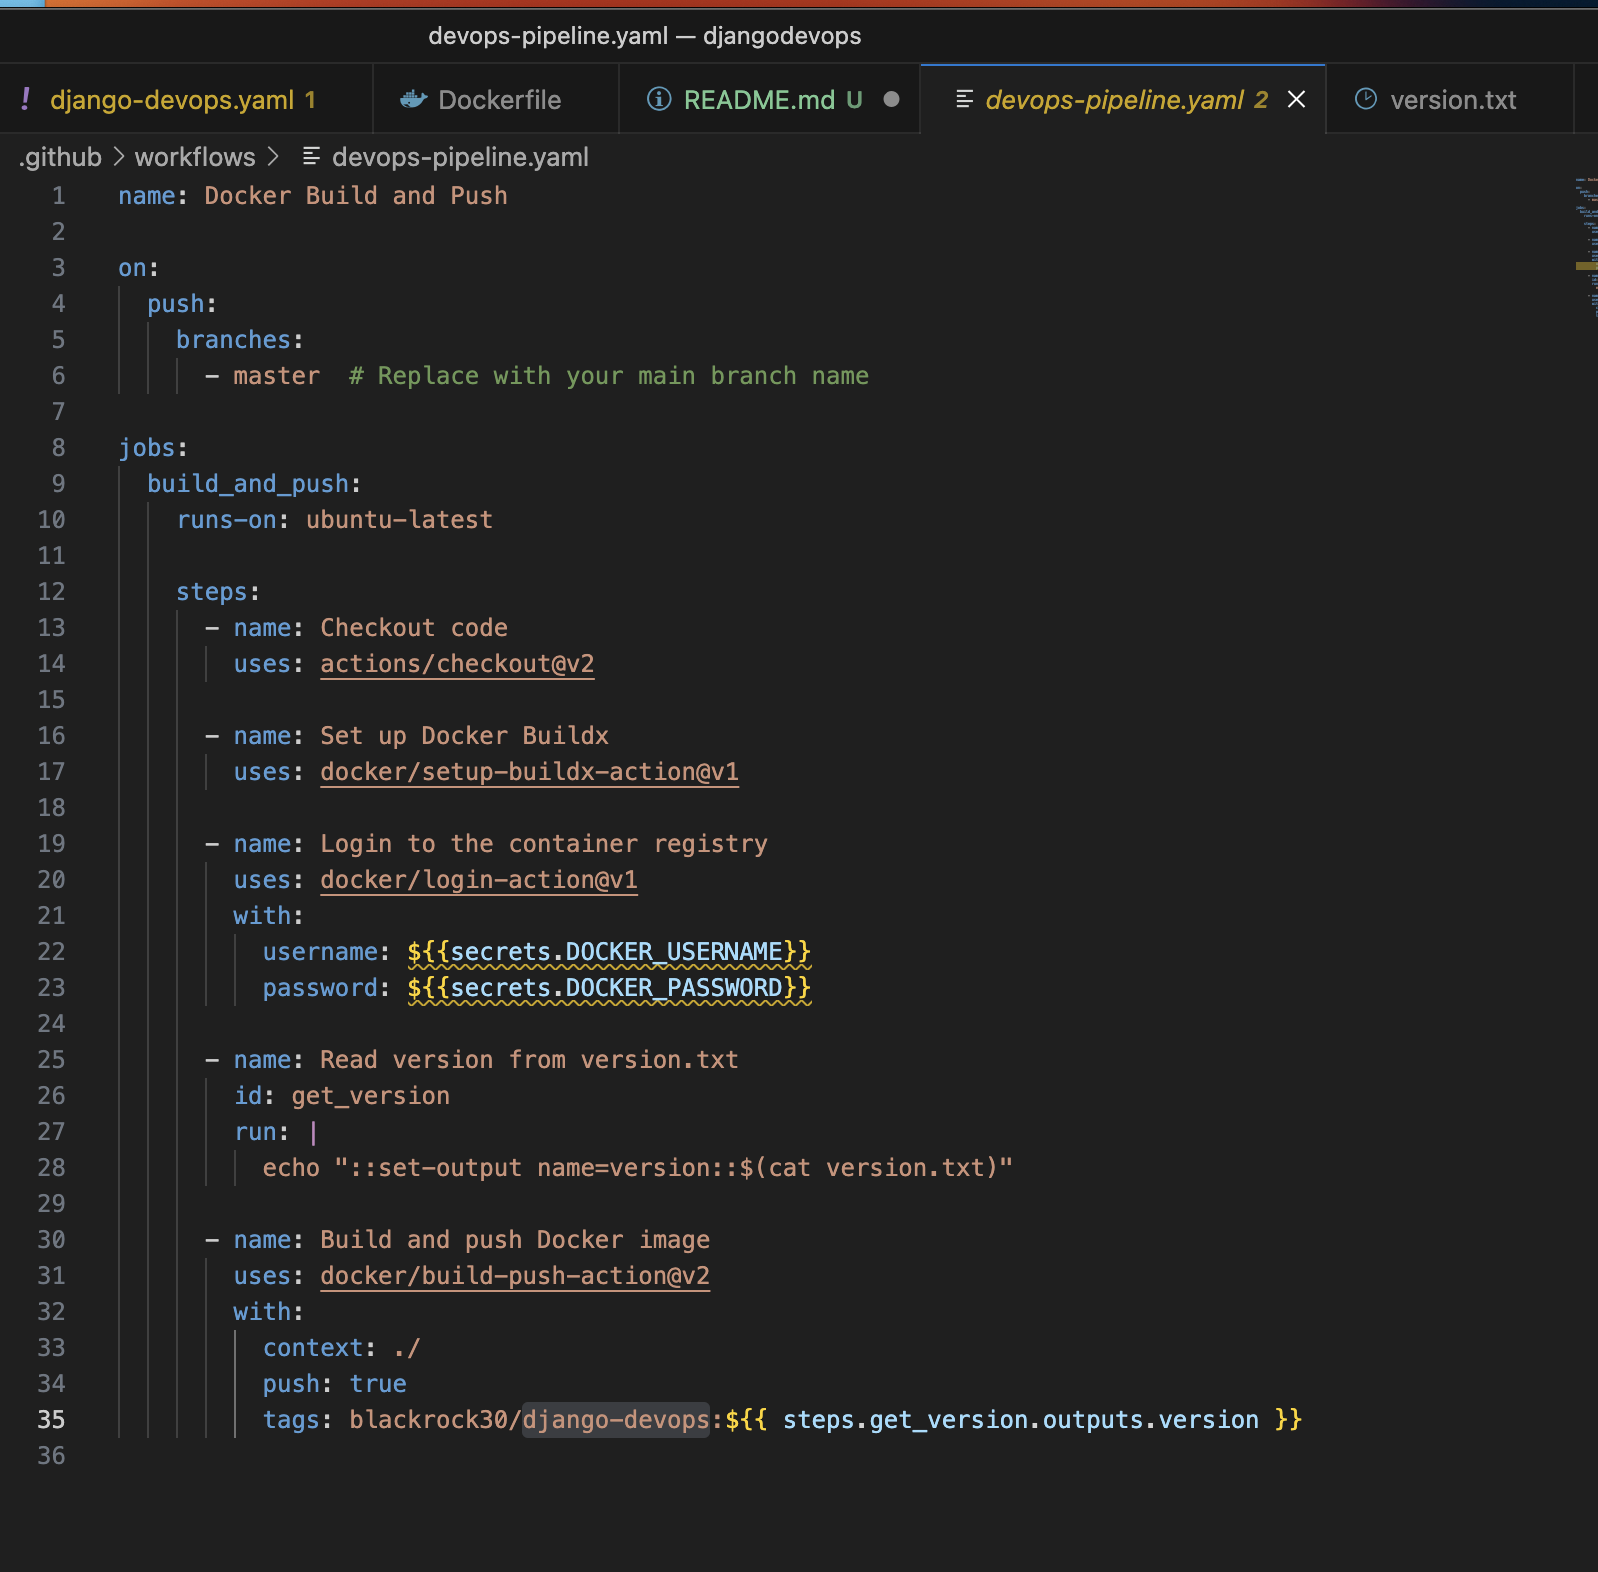 devops-pipeline.yaml — djangodevops
! django-devops.yaml 1 Dockerfile README.md U devops-pipeline.yaml 2 version.txt
.github > workflows > devops-pipeline.yaml
1 name: Docker Build and Push
2
3 on:
4 push:
5 branches:
6 - master # Replace with your main branch name
7
8 jobs:
9 build_and_push:
10 runs-on: ubuntu-latest
11
12 steps:
13 - name: Checkout code
14 uses: actions/checkout@v2
15
16 - name: Set up Docker Buildx
17 uses: docker/setup-buildx-action@v1
18
19 - name: Login to the container registry
20 uses: docker/login-action@v1
21 with:
22 username: ${{secrets.DOCKER_USERNAME}}
23 password: ${{secrets.DOCKER_PASSWORD}}
24
25 - name: Read version from version.txt
26 id: get_version
27 run: |
28 echo "::set-output name=version::$(cat version.txt)"
29
30 - name: Build and push Docker image
31 uses: docker/build-push-action@v2
32 with:
33 context: ./
34 push: true
35 tags: blackrock30/django-devops:${{ steps.get_version.outputs.version }}
36